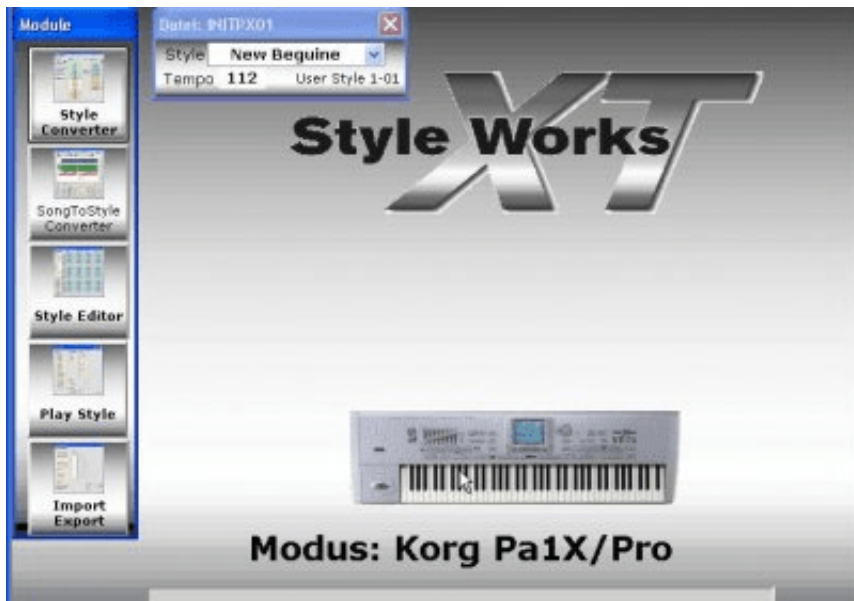 Module
Datei: INITPX01
Style New Beguine
Tempo 112 User Style 1-01
Style
Converter
SongToStyle
Converter
Style Editor
Play Style
Import
Export
XT
Style Works
Modus: Korg Pa1X/Pro